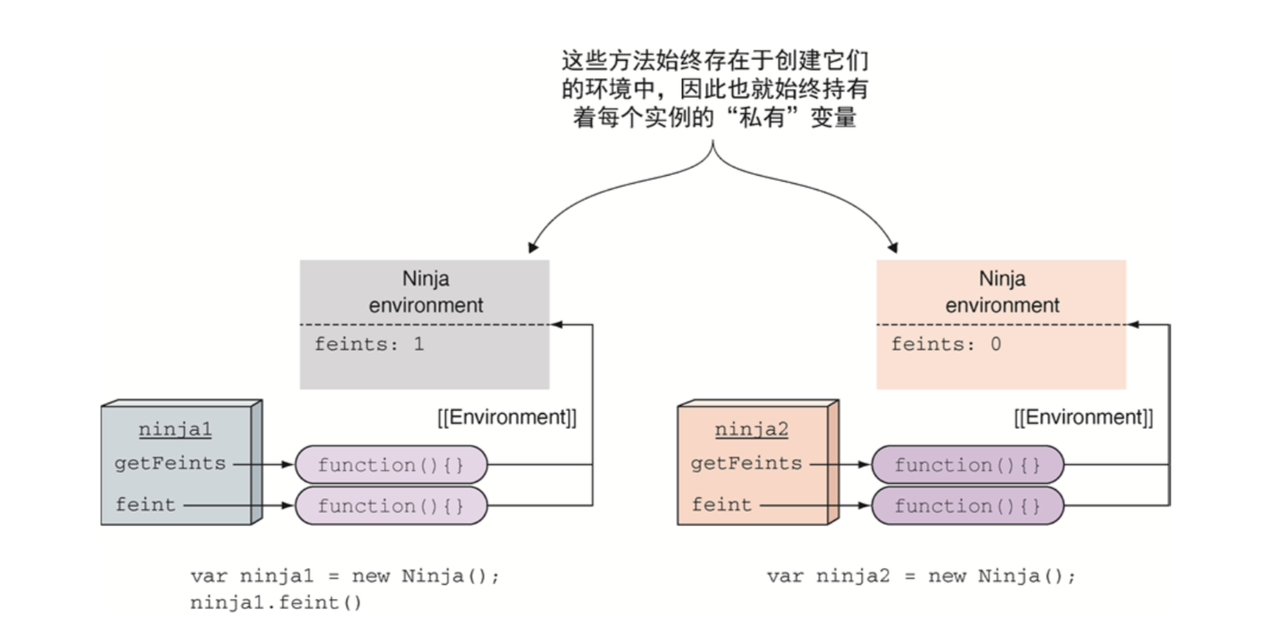 这些方法始终存在于创建它们
的环境中，因此也就始终持有
着每个实例的“私有”变量
Ninja
environment
feints: 1
[[Environment]]
ninja1
getFeints
function(){}
feint
function(){}
var ninja1 = new Ninja();
ninja1.feint()
Ninja
environment
feints: 0
[[Environment]]
ninja2
getFeints
function(){}
feint
function(){}
var ninja2 = new Ninja();